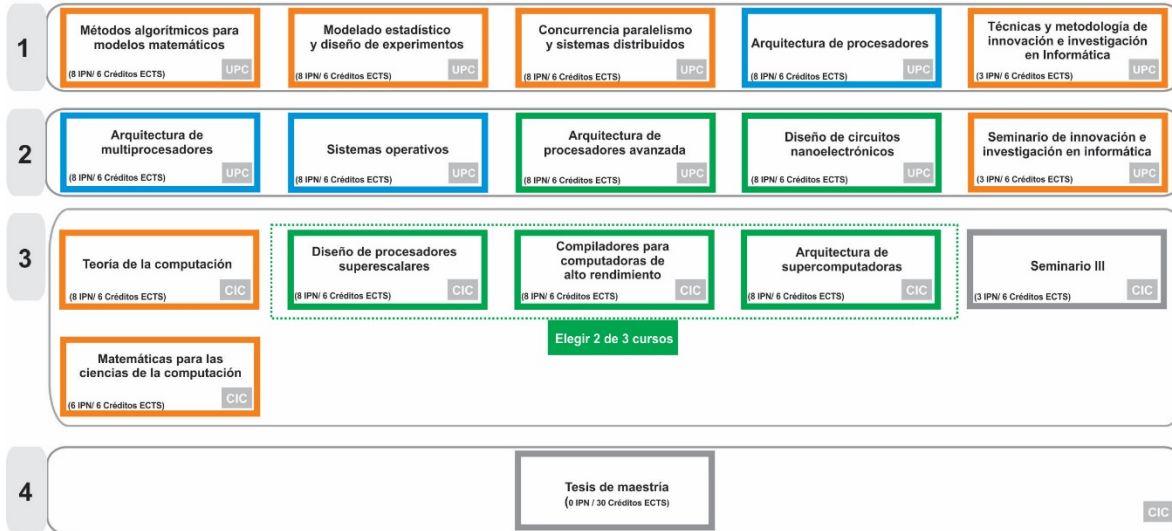 1
Métodos algorítmicos para
modelos matemáticos
(8 IPN/ 6 Créditos ECTS)
UPC
Modelado estadístico
y diseño de experimentos
(8 IPN/ 6 Créditos ECTS)
UPC
Concurrencia paralelismo
y sistemas distribuidos
(8 IPN/ 6 Créditos ECTS)
UPC
Arquitectura de procesadores
(8 IPN/ 6 Créditos ECTS)
UPC
Técnicas y metodología de
innovación e investigación
en Informática
(3 IPN/ 6 Créditos ECTS)
UPC
2
Arquitectura de
multiprocesadores
(8 IPN/ 6 Créditos ECTS)
UPC
Sistemas operativos
(8 IPN/ 6 Créditos ECTS)
UPC
Arquitectura de
procesadores avanzada
(8 IPN/ 6 Créditos ECTS)
UPC
Diseño de circuitos
nanoelectrónicos
(8 IPN/ 6 Créditos ECTS)
UPC
Seminario de innovación e
investigación en informática
(3 IPN/ 6 Créditos ECTS)
UPC
3
Teoría de la computación
(8 IPN/ 6 Créditos ECTS)
CIC
Diseño de procesadores
superescalares
(8 IPN/ 6 Créditos ECTS)
CIC
Compiladores para
computadoras de
alto rendimiento
(8 IPN/ 6 Créditos ECTS)
CIC
Arquitectura de
supercomputadoras
(8 IPN/ 6 Créditos ECTS)
CIC
Seminario III
(3 IPN/ 6 Créditos ECTS)
CIC
Elegir 2 de 3 cursos
Matemáticas para las
ciencias de la computación
(6 IPN/ 6 Créditos ECTS)
CIC
4
Tesis de maestría
(0 IPN / 30 Créditos ECTS)
CIC